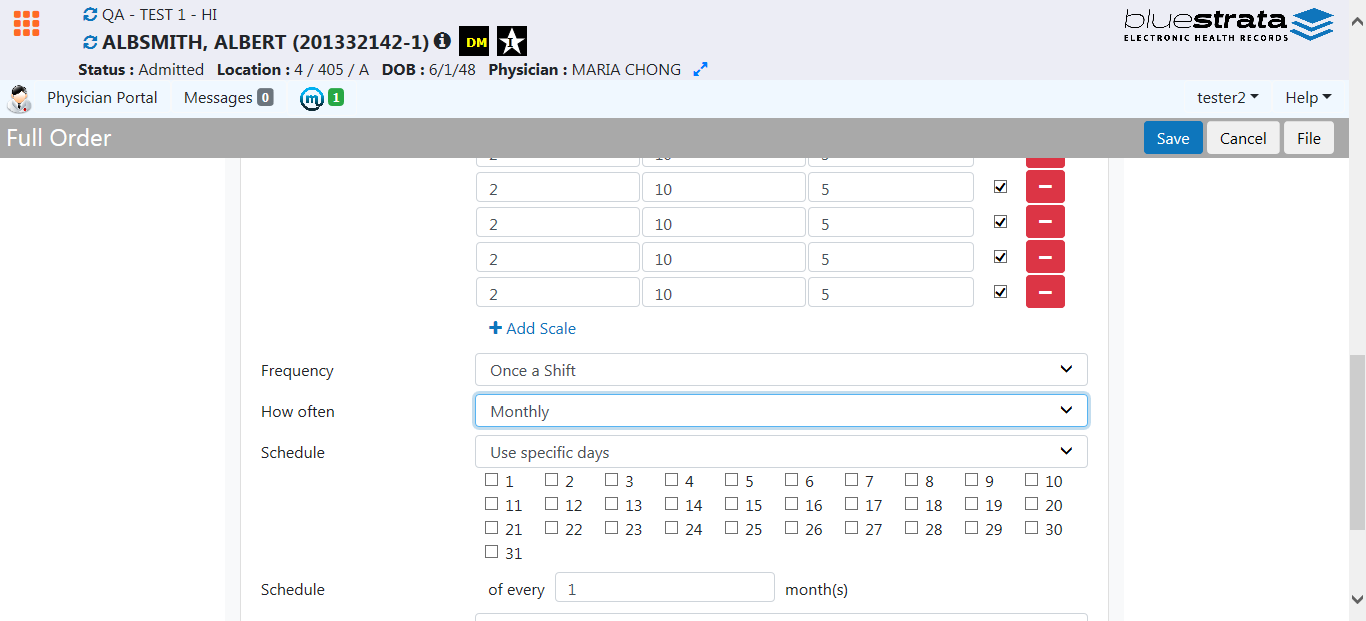 QA - TEST 1 - HI
bluestrata
ELECTRONIC HEALTH RECORDS
ALBSMITH, ALBERT (201332142-1) DM 1
Status : Admitted Location : 4 / 405 / A DOB : 6/1/48 Physician : MARIA CHONG
Physician Portal Messages 0 m 1 tester2 Help
Full Order Save Cancel File
2 10 5
2 10 5
2 10 5
2 10 5
2 10 5
Add Scale
Frequency Once a Shift
How often Monthly
Schedule Use specific days
1 2 3 4 5 6 7 8 9 10
11 12 13 14 15 16 17 18 19 20
21 22 23 24 25 26 27 28 29 30
31
Schedule of every 1 month(s)